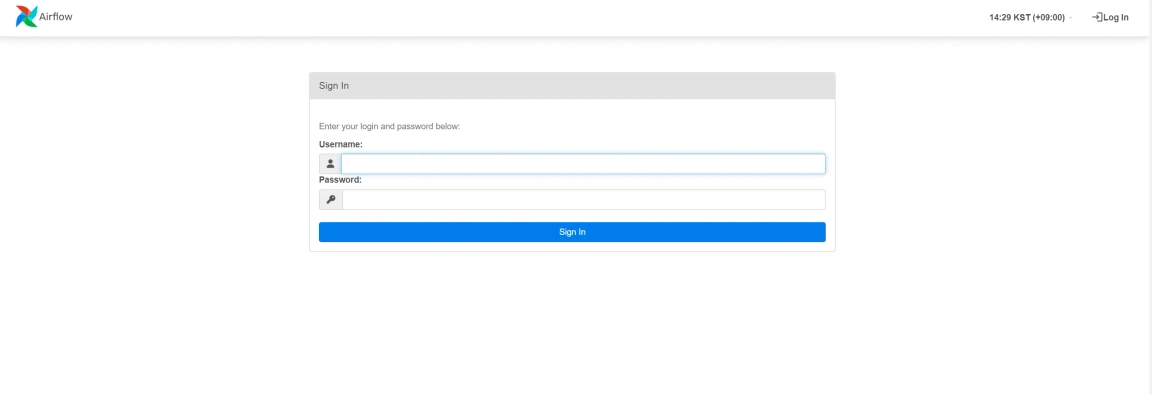 Airflow
14:29 KST (+09:00)
Log In
Sign In
Enter your login and password below:
Username:
Password:
Sign In